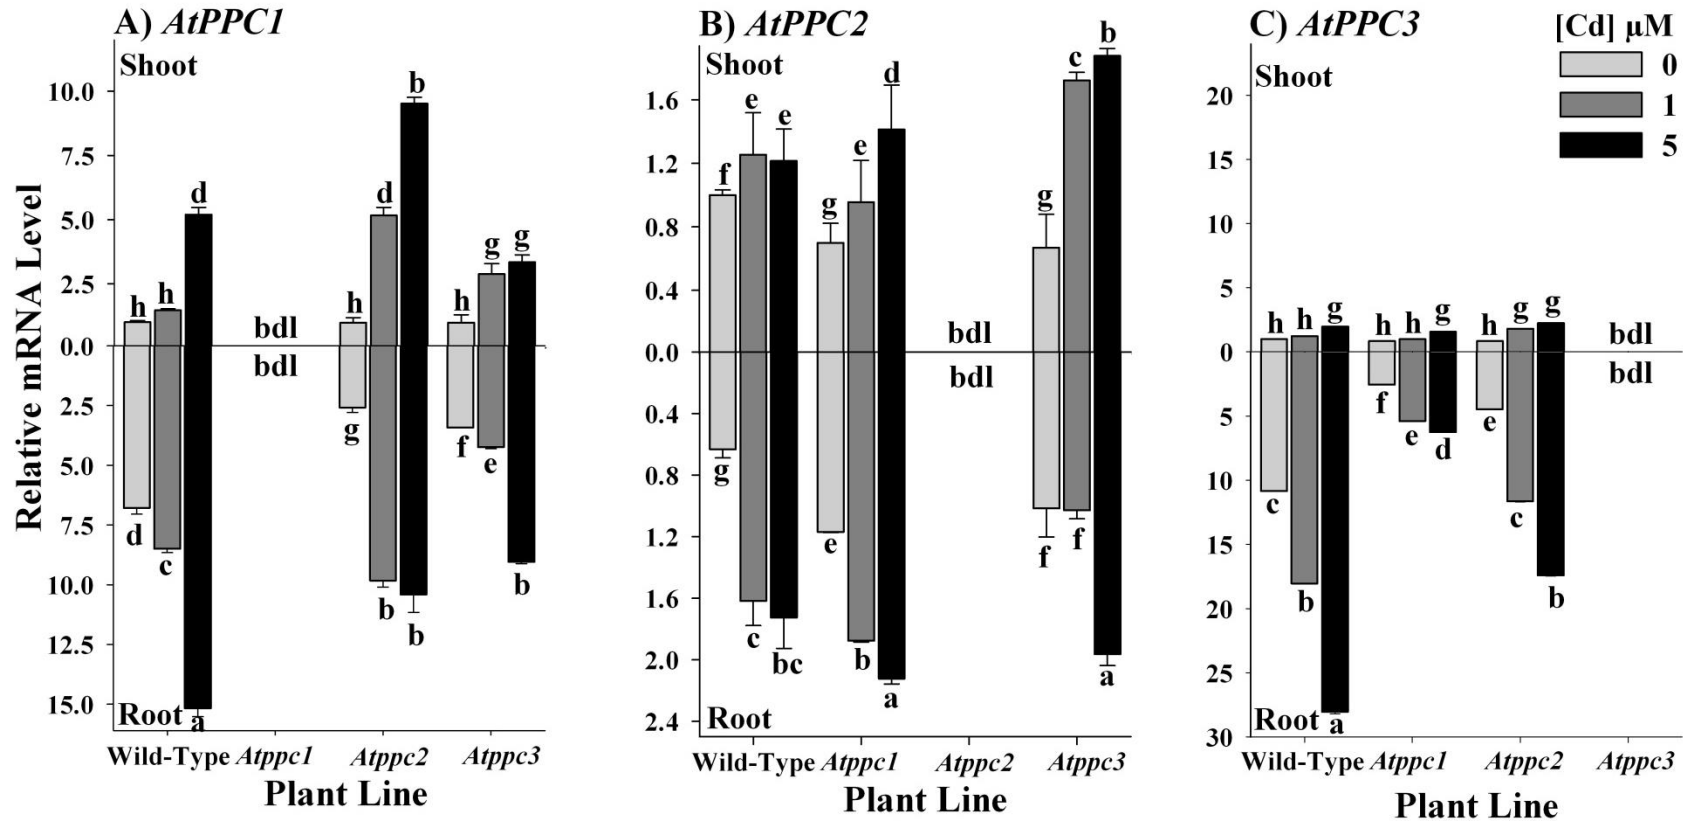 A) AtPPC1
B) AtPPC2
C) AtPPC3
[Cd] µM
0
1
5
Relative mRNA Level
Shoot
10.0
7.5
5.0
2.5
0.0
2.5
5.0
7.5
10.0
12.5
15.0
Root
h h d
d c a
bdl
bdl
h d b
g b b
h g g
f e b
Wild-Type Atppc1 Atppc2 Atppc3
Plant Line
Shoot
1.6
1.2
0.8
0.4
0.0
0.4
0.8
1.2
1.6
2.0
2.4
Root
f e e
g c bc
g e d
e b a
bdl
bdl
g c b
f f a
Wild-Type Atppc1 Atppc2 Atppc3
Plant Line
Shoot
20
15
10
5
0
5
10
15
20
25
30
Root
h h g
c b a
h h g
f e d
h g g
e c b
bdl
bdl
Wild-Type Atppc1 Atppc2 Atppc3
Plant Line